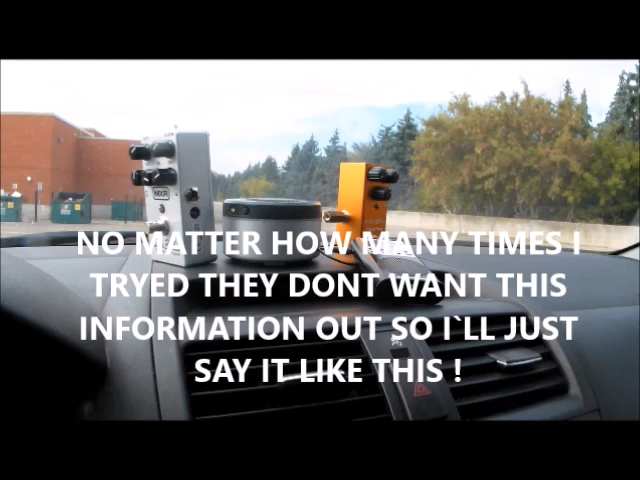 MXR
NO MATTER HOW MANY TIMES I
TRYED THEY DONT WANT THIS
INFORMATION OUT SO I`LL JUST
SAY IT LIKE THIS !